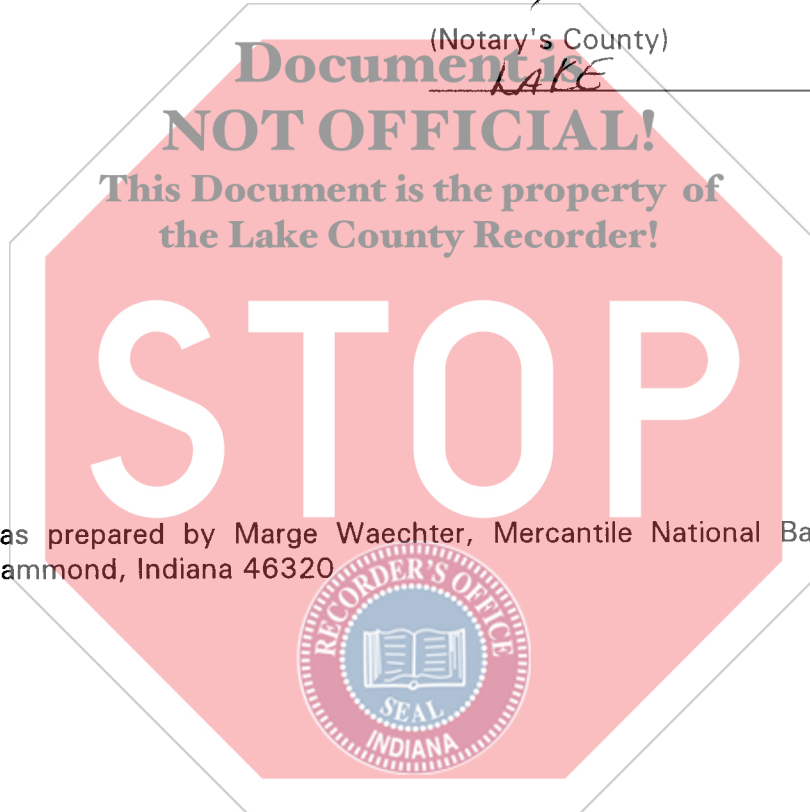 (Notary's County)
LAKE
Document is
NOT OFFICIAL!
This Document is the property of
the Lake County Recorder!
STOP
as prepared by Marge Waechter, Mercantile National Ba
ammond, Indiana 46320
RECORDER'S OFFICE
SEAL
INDIANA